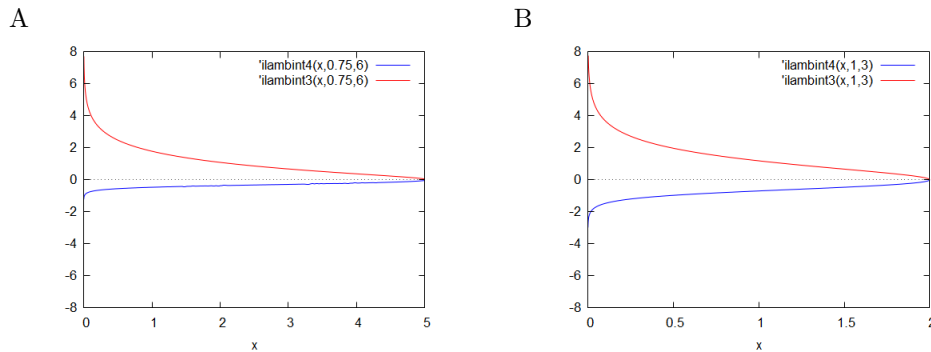 A
8
6
4
2
0
-2
-4
-6
-8
0 1 2 3 4 5
x
'ilambint4(x,0.75,6)
'ilambint3(x,0.75,6)
B
8
6
4
2
0
-2
-4
-6
-8
0 0.5 1 1.5 2
x
'ilambint4(x,1,3)
'ilambint3(x,1,3)